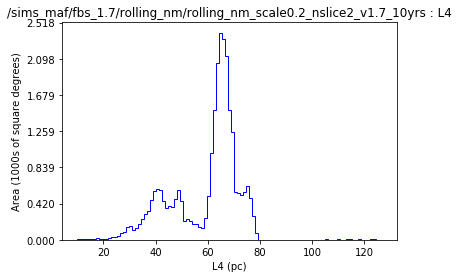 /sims_maf/fbs_1.7/rolling_nm/rolling_nm_scale0.2_nslice2_v1.7_10yrs : L4
2.518
2.098
1.679
1.259
0.839
0.420
0.000
Area (1000s of square degrees)
20 40 60 80 100 120
L4 (pc)